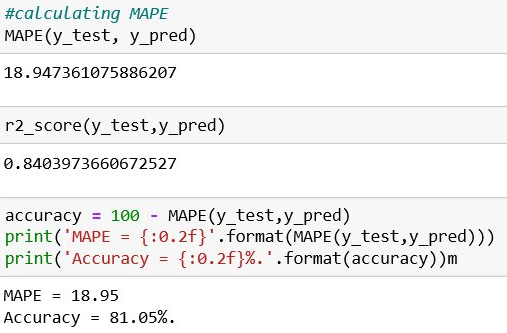 #calculating MAPE
MAPE(y_test, y_pred)
18.947361075886207
r2_score(y_test,y_pred)
0.8403973660672527
accuracy = 100 - MAPE(y_test,y_pred)
print('MAPE = {:0.2f}'.format(MAPE(y_test,y_pred)))
print('Accuracy = {:0.2f}%.'.format(accuracy))m
MAPE = 18.95
Accuracy = 81.05%.